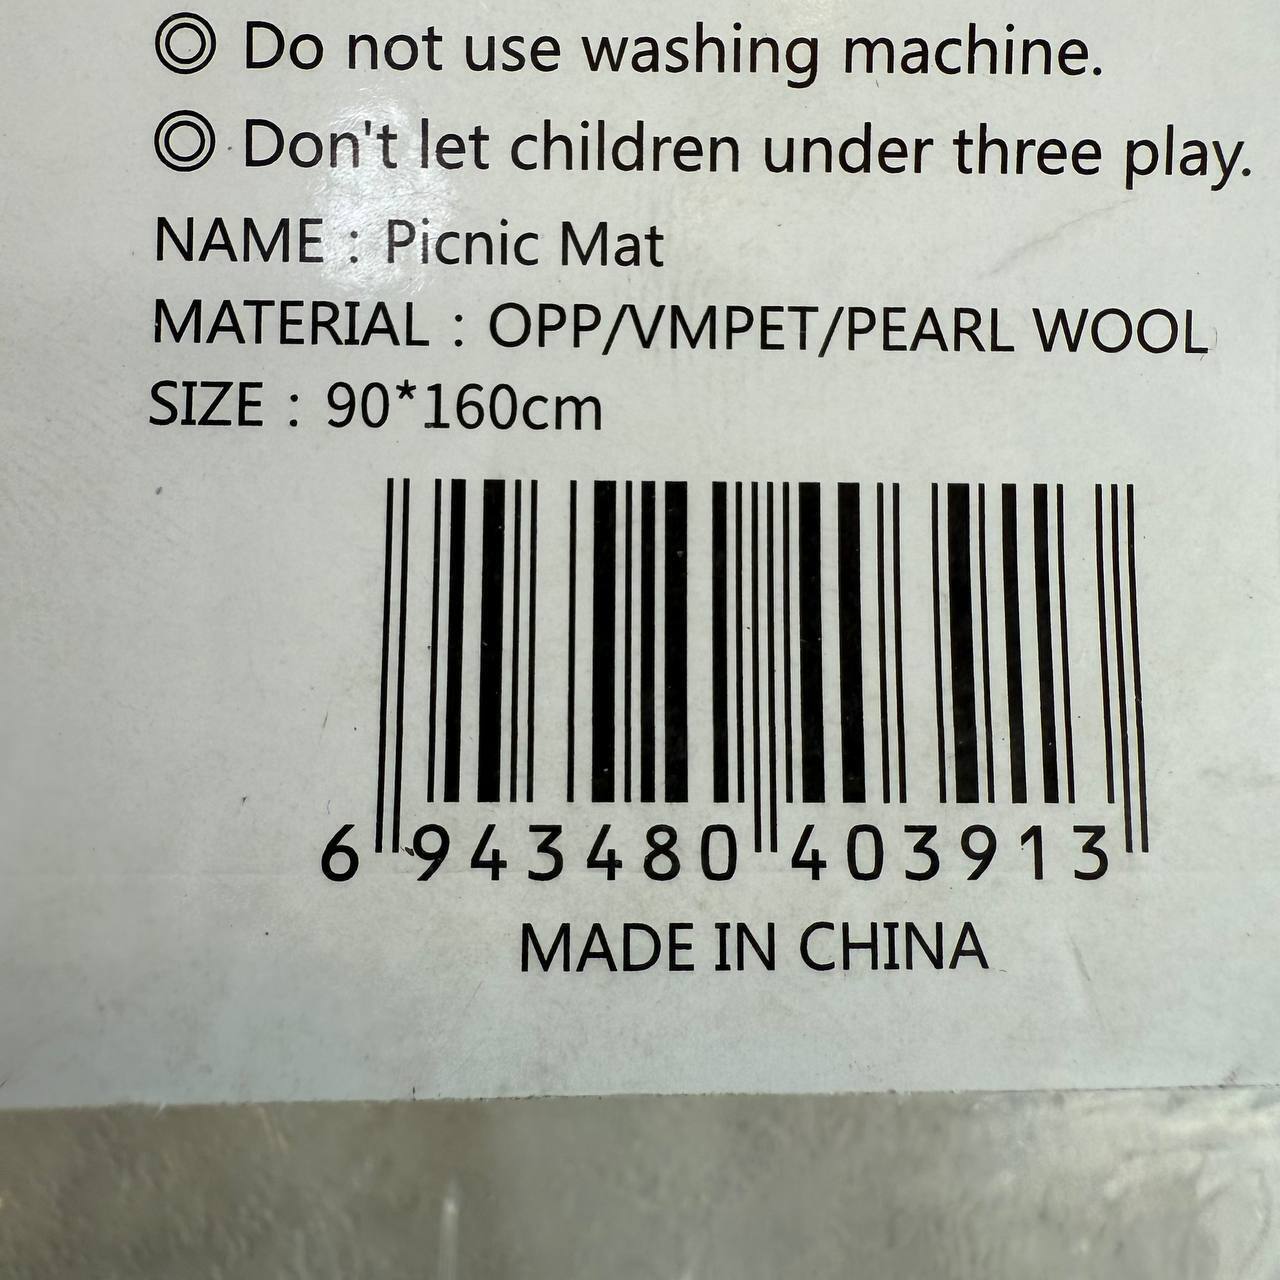 ◎ Do not use washing machine.
◎ Don't let children under three play.
NAME : Picnic Mat
MATERIAL : OPP/VMPET/PEARL WOOL
SIZE : 90*160cm
6 943480 403913
MADE IN CHINA